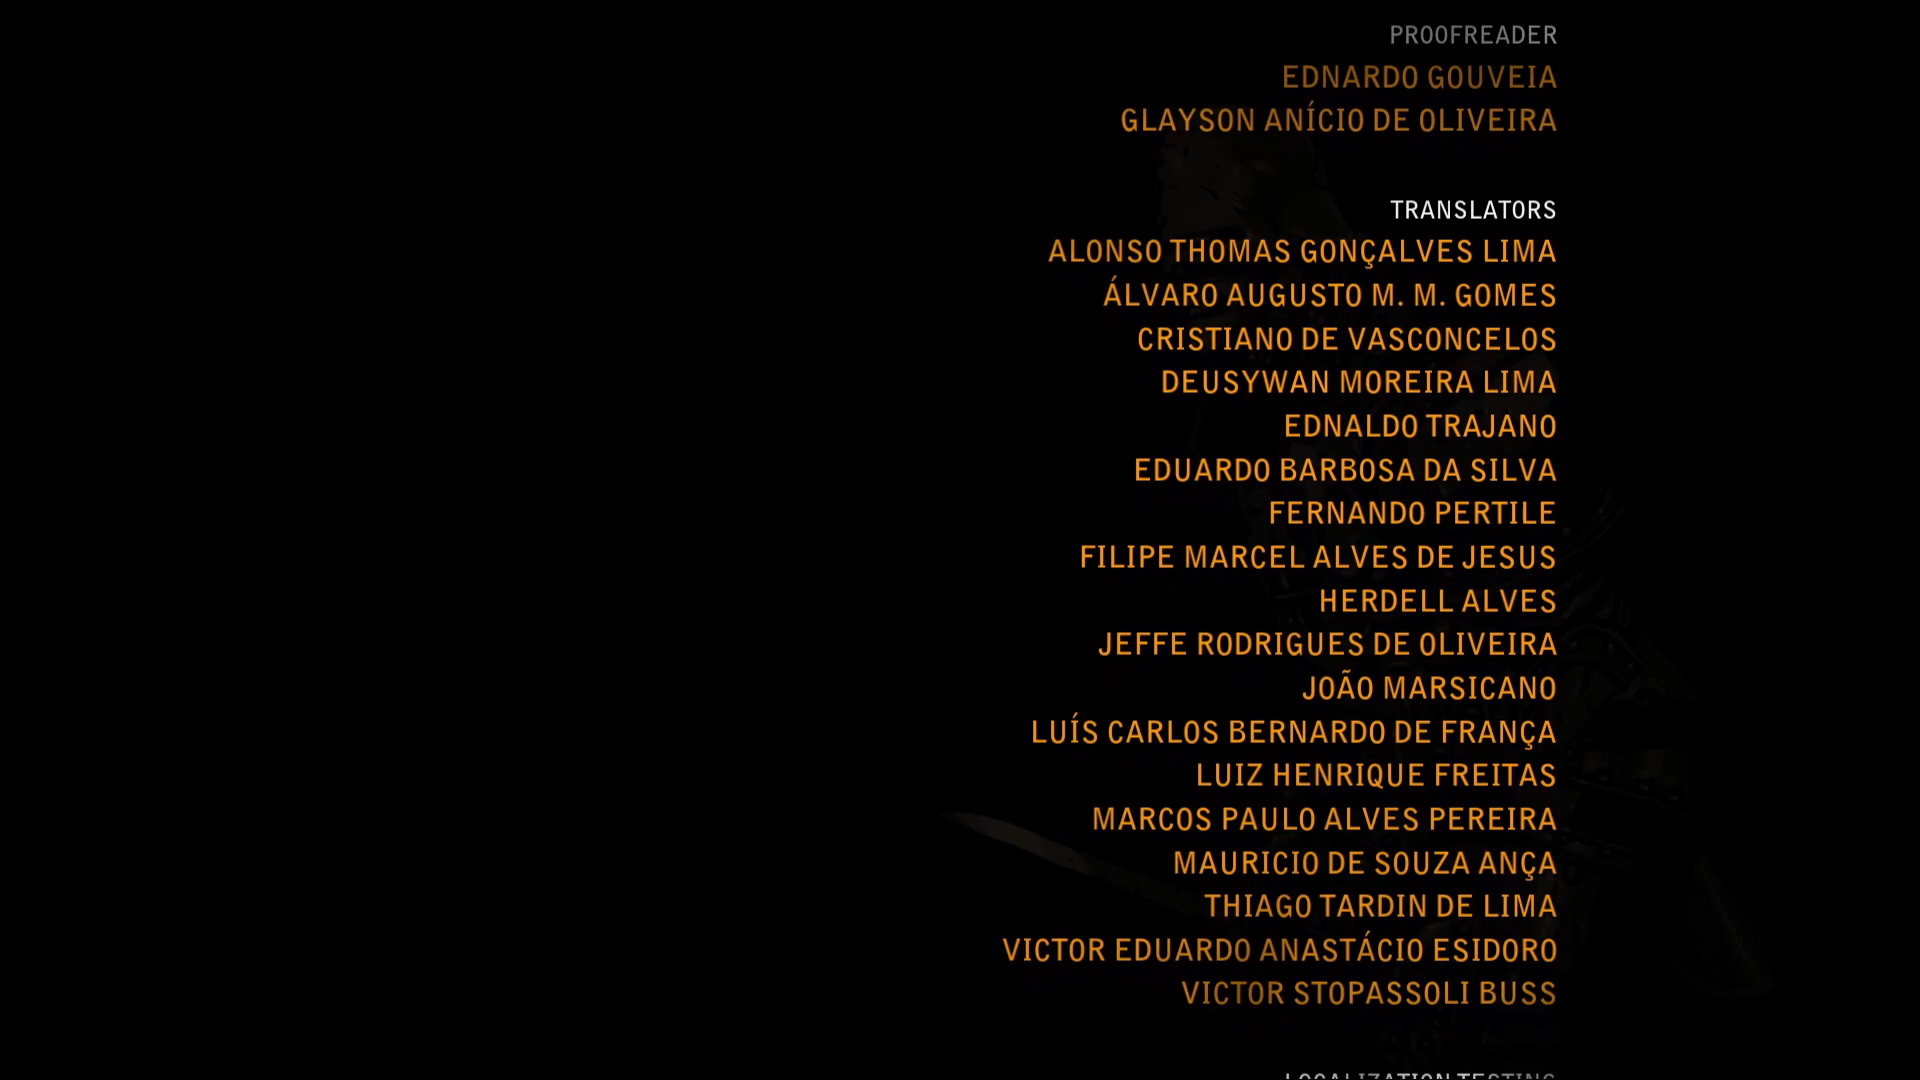 PROOFREADER
EDNARDO GOUVEIA
GLAYSON ANÍCIO DE OLIVEIRA
TRANSLATORS
ALONSO THOMAS GONÇALVES LIMA
ÁLVARO AUGUSTO M. M. GOMES
CRISTIANO DE VASCONCELOS
DEUSYWAN MOREIRA LIMA
EDNALDO TRAJANO
EDUARDO BARBOSA DA SILVA
FERNANDO PERTILE
FILIPE MARCEL ALVES DE JESUS
HERDELL ALVES
JEFFE RODRIGUES DE OLIVEIRA
JOÃO MARSICANO
LUÍS CARLOS BERNARDO DE FRANÇA
LUIZ HENRIQUE FREITAS
MARCOS PAULO ALVES PEREIRA
MAURICIO DE SOUZA ANÇA
THIAGO TARDIN DE LIMA
VICTOR EDUARDO ANASTÁCIO ESIDORO
VICTOR STOPASSOLI BUSS
LOCALIZATION TESTING